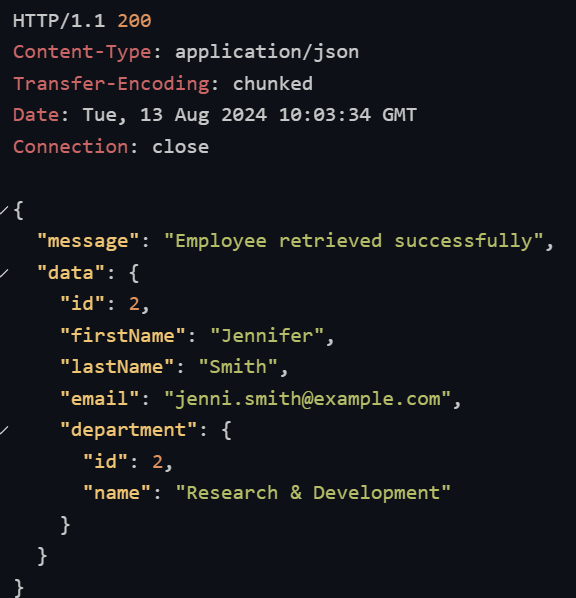 HTTP/1.1 200
Content-Type: application/json
Transfer-Encoding: chunked
Date: Tue, 13 Aug 2024 10:03:34 GMT
Connection: close

{
  "message": "Employee retrieved successfully",
  "data": {
    "id": 2,
    "firstName": "Jennifer",
    "lastName": "Smith",
    "email": "jenni.smith@example.com",
    "department": {
      "id": 2,
      "name": "Research & Development"
    }
  }
}